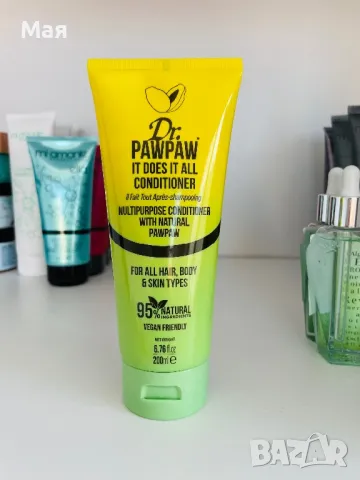 Мая
Dr.
PAWPAW
IT DOES IT ALL
CONDITIONER
Il Fait Tout Après-shampooing
MULTIPURPOSE CONDITIONER
WITH NATURAL
PAWPAW
FOR ALL HAIR, BODY
& SKIN TYPES
95% NATURAL
INGREDIENTS
VEGAN FRIENDLY
6.76 fl.oz
200ml e
BAZAR